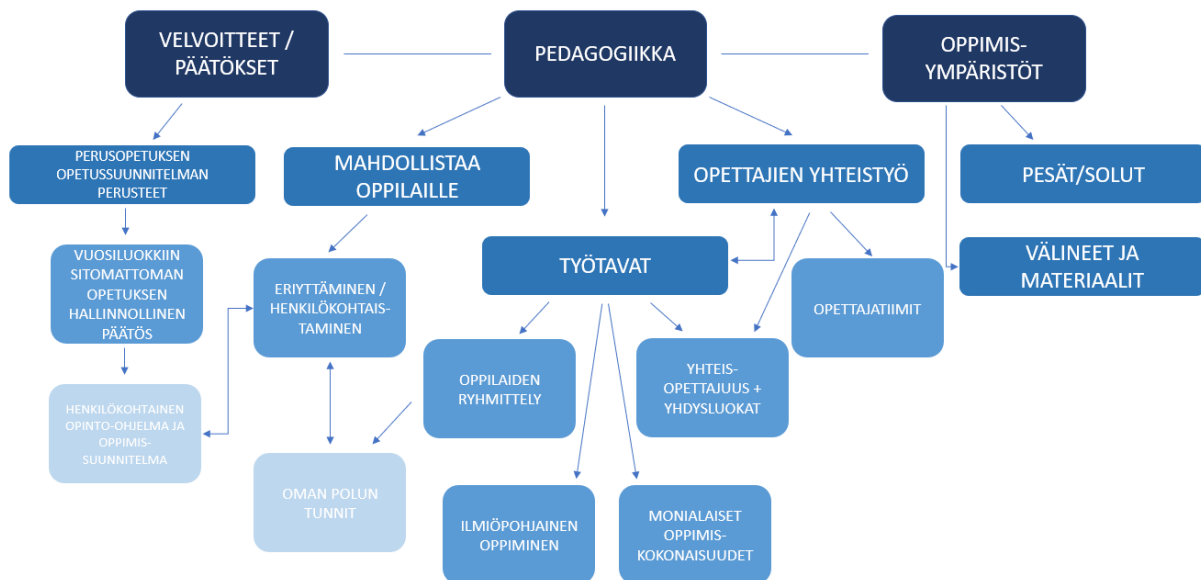 VELVOITTEET /
PÄÄTÖKSET
PEDAGOGIIKKA
OPPIMIS-
YMPÄRISTÖT
PERUSOPETUKSEN
OPETUSSUUNNITELMAN
PERUSTEET
MAHDOLLISTAA
OPPILAILLE
OPETTAJIEN YHTEISTYÖ
PESÄT/SOLUT
VUOSILUOKKIIN
SITOMATTOMAN
OPETUKSEN
HALLINNOLLINEN
PÄÄTÖS
ERIYTTÄMINEN /
HENKILÖKOHTAIS-
TAMINEN
TYÖTAVAT
OPETTAJATIIMIT
VÄLINEET JA
MATERIAALIT
HENKILÖKOHTAINEN
OPINTO-OHJELMA JA
OPPIMIS-
SUUNNITELMA
OPPILAIDEN
RYHMITTELY
YHTEIS-
OPETTAJUUS +
YHDYSLUOKAT
OMAN POLUN
TUNNIT
ILMIÖPOHJAINEN
OPPIMINEN
MONIALAISET
OPPIMIS-
KOKONAISUUDET